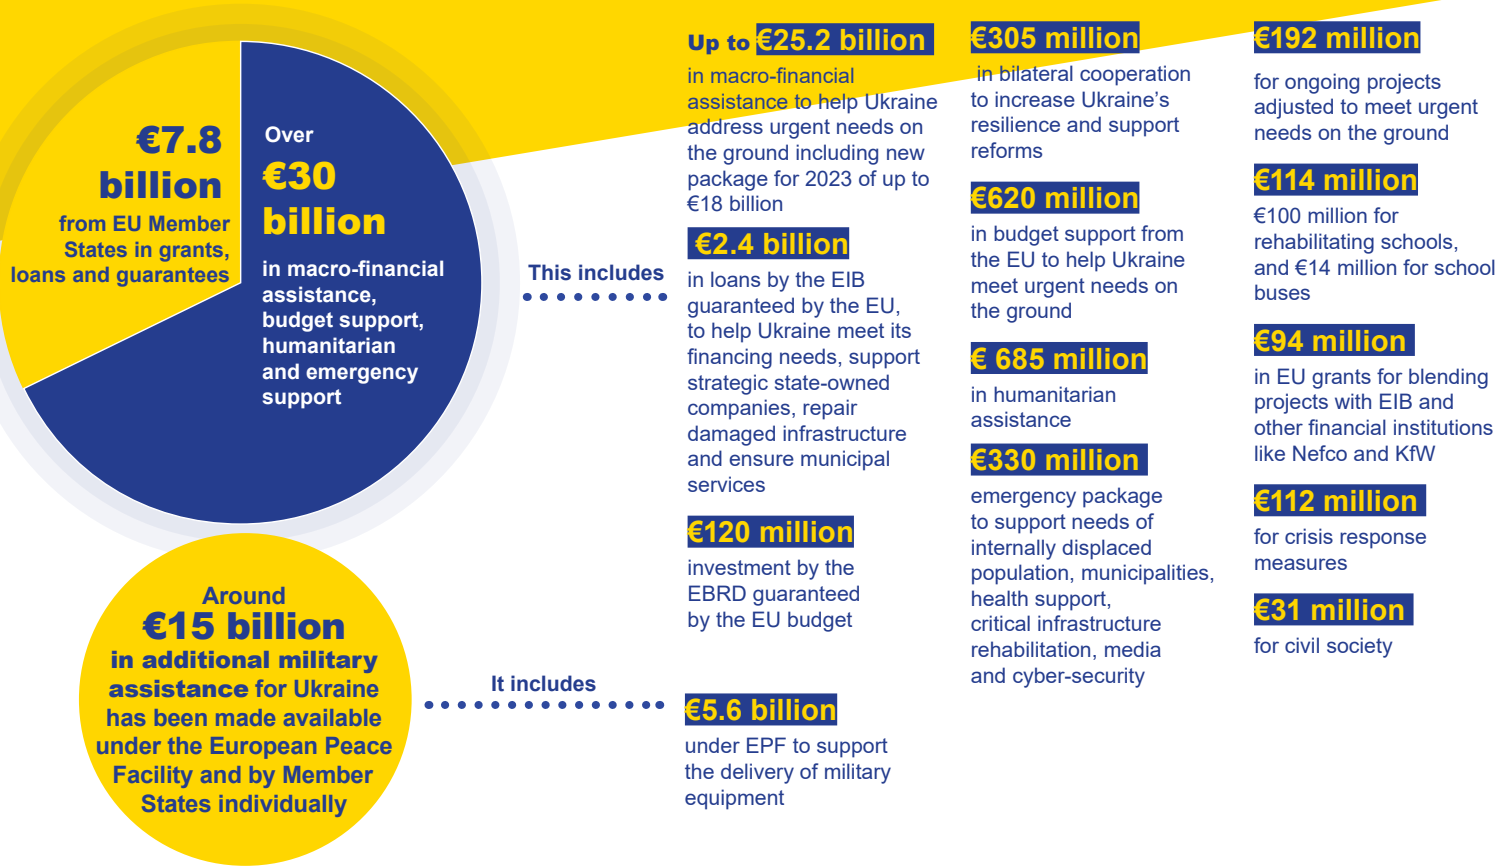 €7.8
billion
from EU Member
States in grants,
loans and guarantees
Over
€30
billion
in macro-financial
assistance,
budget support,
humanitarian
and emergency
support
This includes
Up to €25.2 billion
in macro-financial
assistance to help Ukraine
address urgent needs on
the ground including new
package for 2023 of up to
€18 billion
€2.4 billion
in loans by the EIB
guaranteed by the EU,
to help Ukraine meet its
financing needs, support
strategic state-owned
companies, repair
damaged infrastructure
and ensure municipal
services
€120 million
investment by the
EBRD guaranteed
by the EU budget
€305 million
in bilateral cooperation
to increase Ukraine’s
resilience and support
reforms
€620 million
in budget support from
the EU to help Ukraine
meet urgent needs on
the ground
€ 685 million
in humanitarian
assistance
€330 million
emergency package
to support needs of
internally displaced
population, municipalities,
health support,
critical infrastructure
rehabilitation, media
and cyber-security
€192 million
for ongoing projects
adjusted to meet urgent
needs on the ground
€114 million
€100 million for
rehabilitating schools,
and €14 million for school
buses
€94 million
in EU grants for blending
projects with EIB and
other financial institutions
like Nefco and KfW
€112 million
for crisis response
measures
€31 million
for civil society
Around
€15 billion
in additional military
assistance for Ukraine
has been made available
under the European Peace
Facility and by Member
States individually
It includes
€5.6 billion
under EPF to support
the delivery of military
equipment